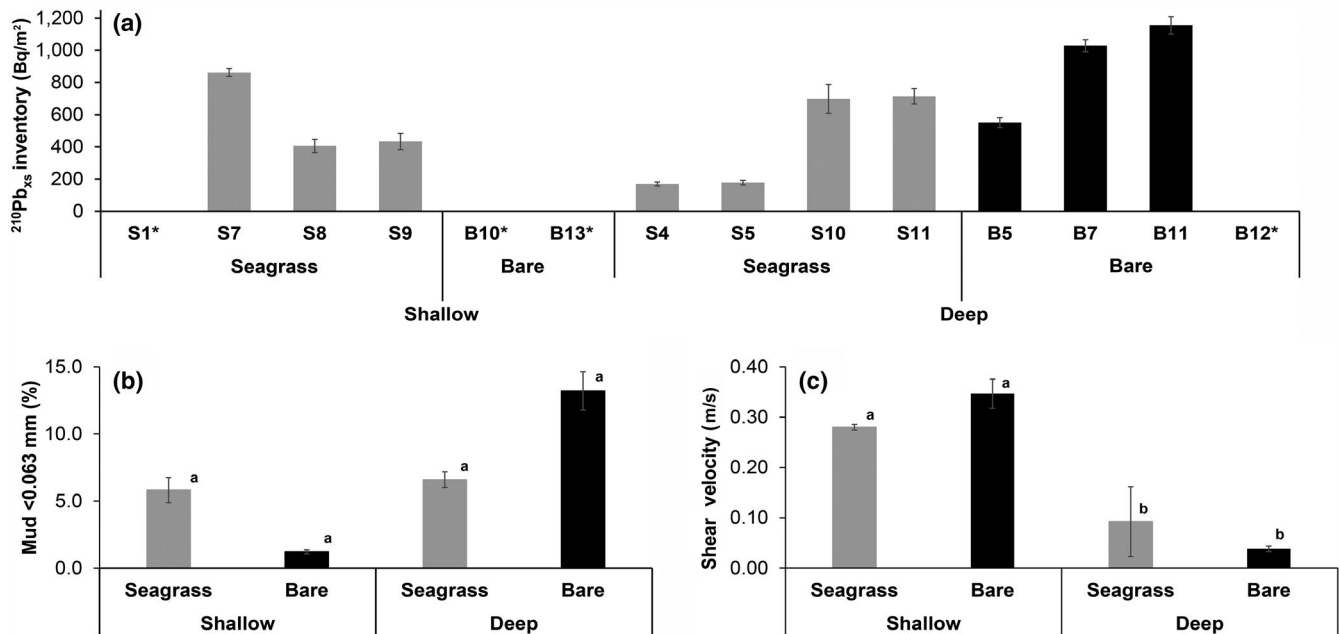 (a)
²¹⁰Pbxs inventory (Bq/m²)
1,200
1,000
800
600
400
200
0
S1* S7 S8 S9 B10* B13* S4 S5 S10 S11 B5 B7 B11 B12*
Seagrass Bare Seagrass Bare
Shallow Deep
(b)
Mud <0.063 mm (%)
15.0
10.0
5.0
0.0
a a a a
Seagrass Bare Seagrass Bare
Shallow Deep
(c)
Shear velocity (m/s)
0.40
0.30
0.20
0.10
0.00
a a b b
Seagrass Bare Seagrass Bare
Shallow Deep